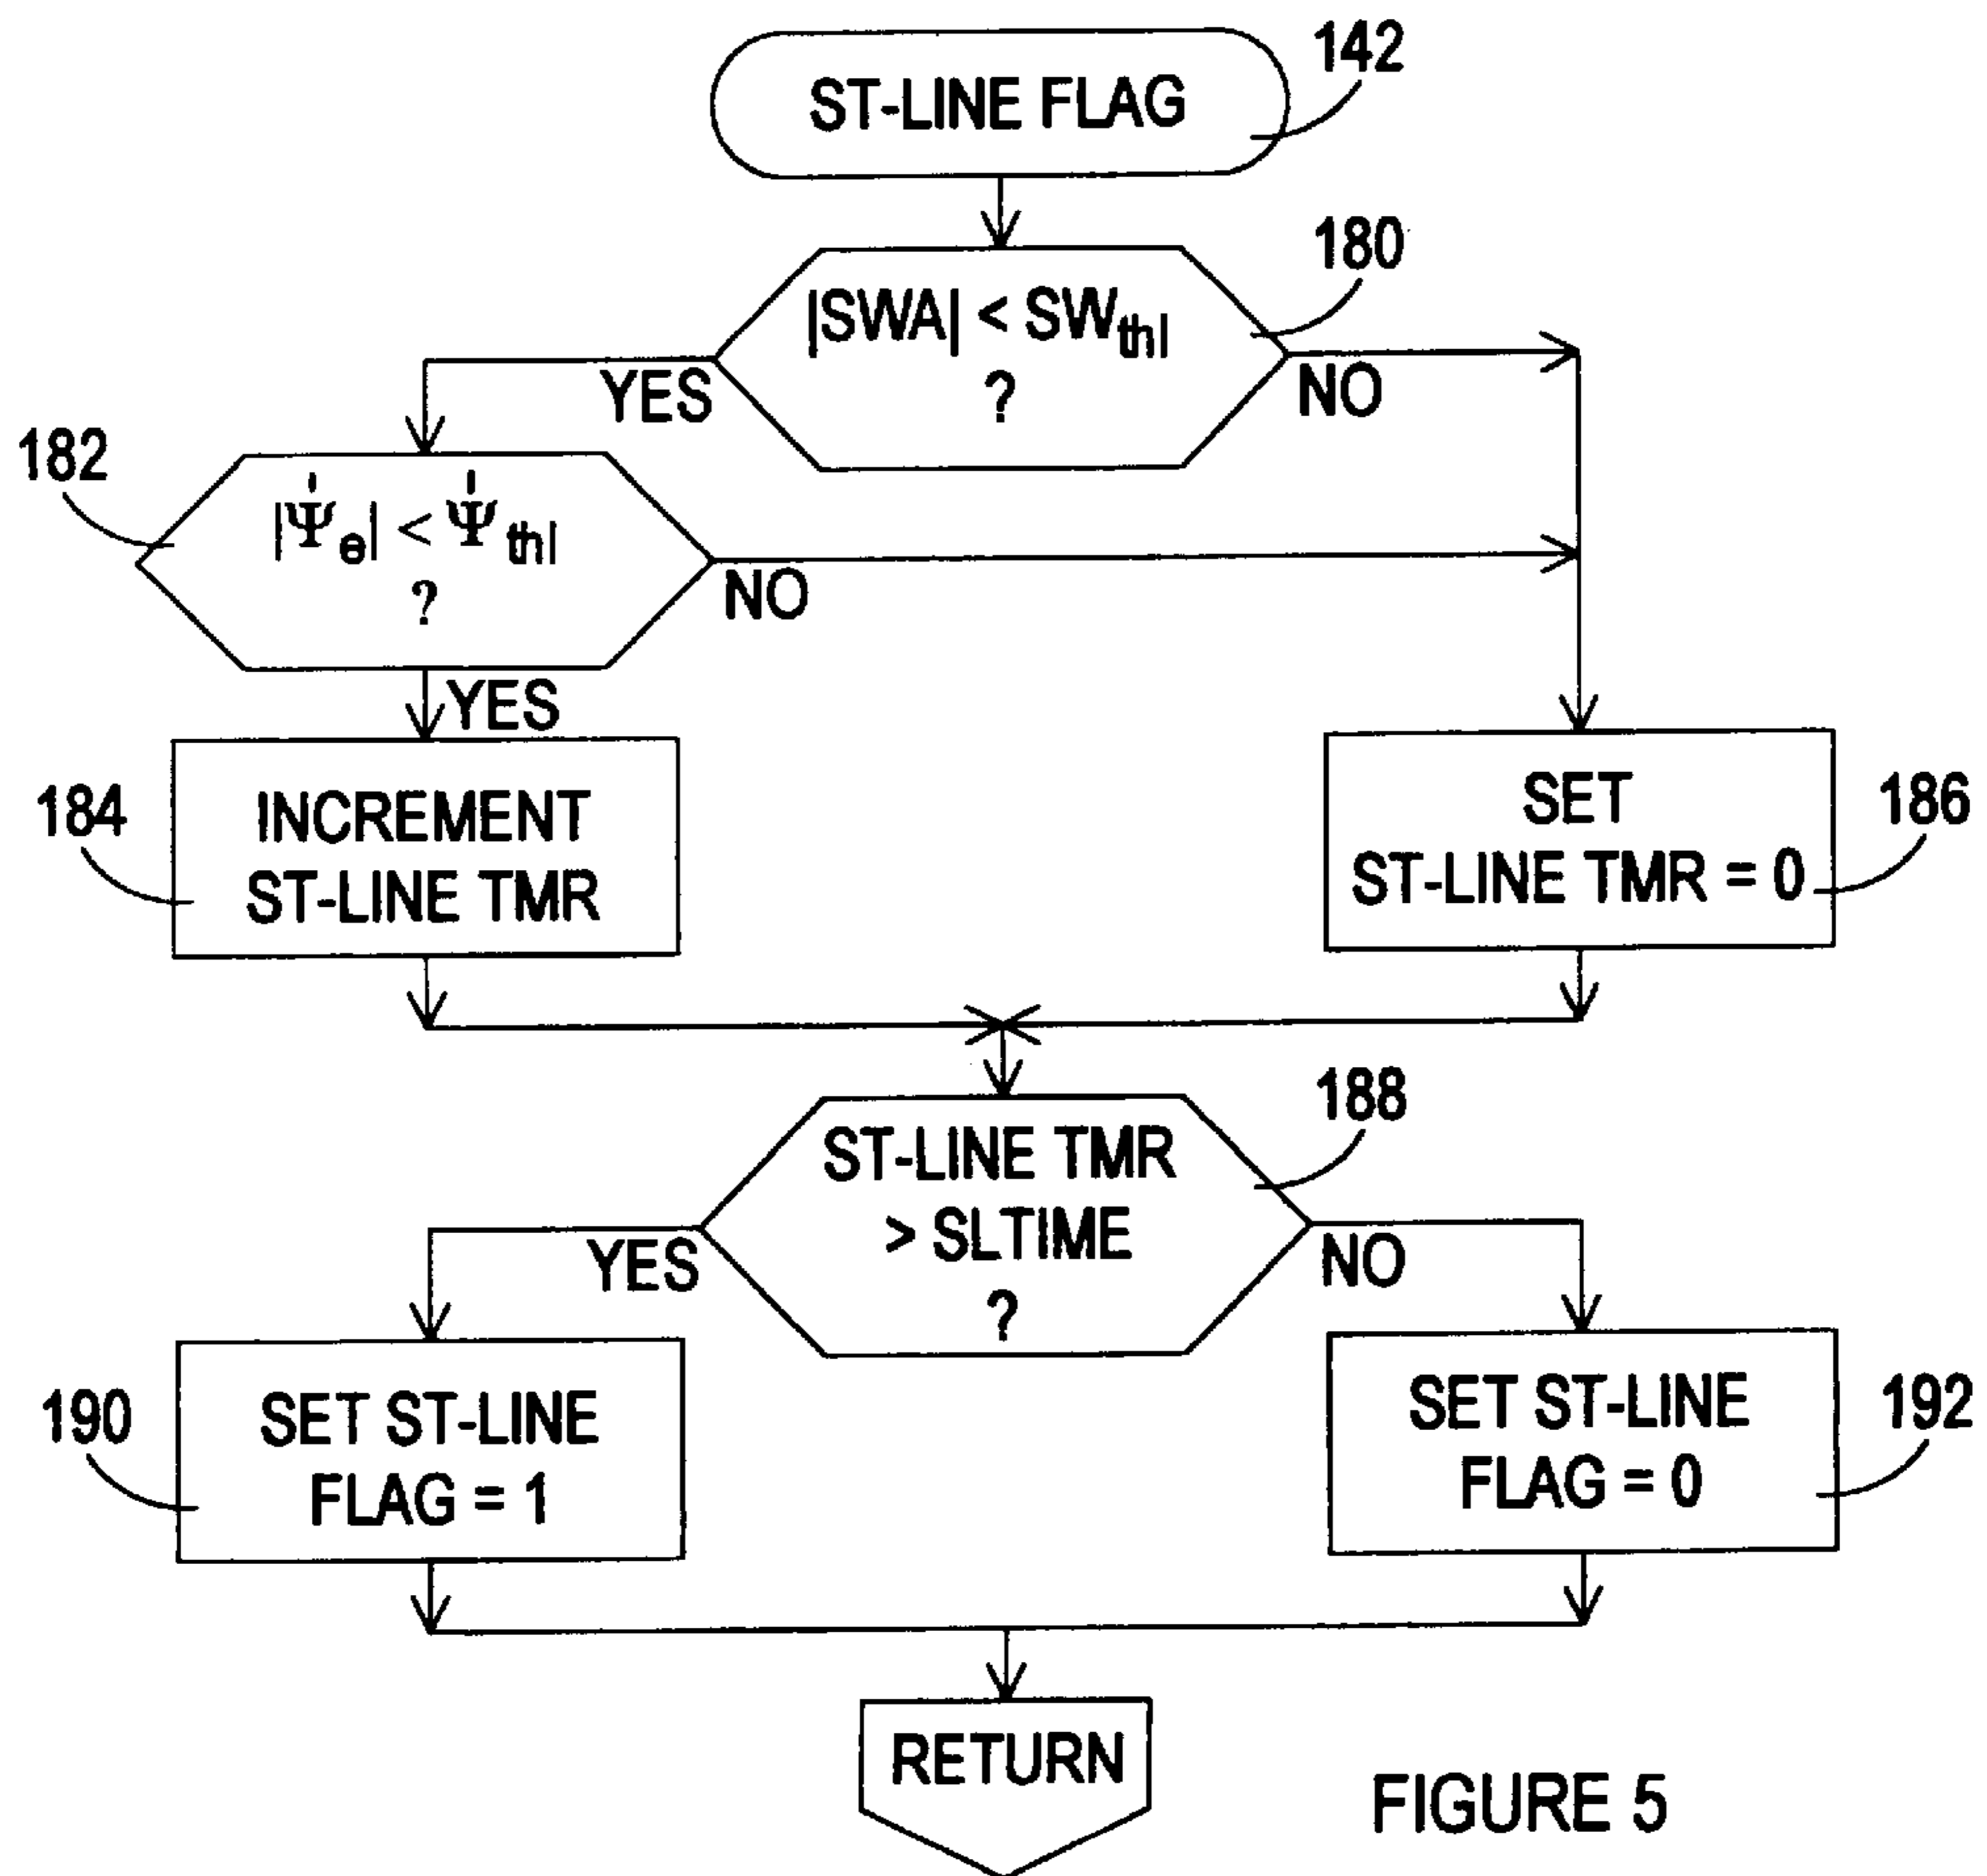 ST-LINE FLAG
142
|SWA| < SWthl
?
180
YES
NO
182
|Ψ̇e| < Ψ̇thl
?
NO
YES
184
INCREMENT
ST-LINE TMR
SET
ST-LINE TMR = 0
186
188
ST-LINE TMR
> SLTIME
?
YES
NO
190
SET ST-LINE
FLAG = 1
SET ST-LINE
FLAG = 0
192
RETURN
FIGURE 5